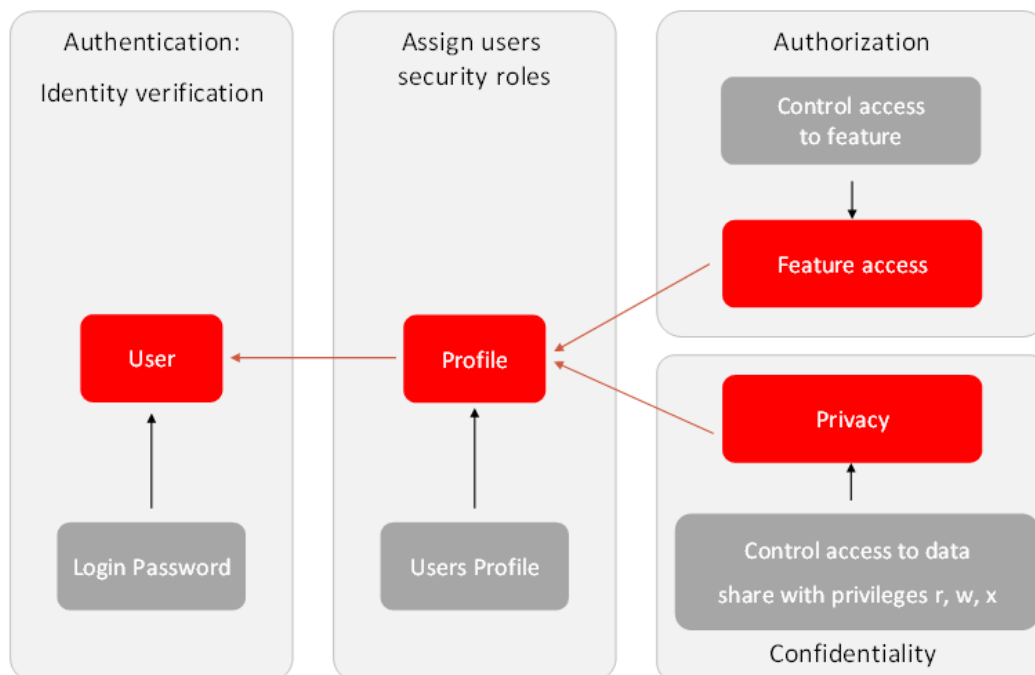 Authentication:
Identity verification
User
Login Password
Assign users
security roles
Profile
Users Profile
Authorization
Control access
to feature
Feature access
Privacy
Control access to data
share with privileges r, w, x
Confidentiality